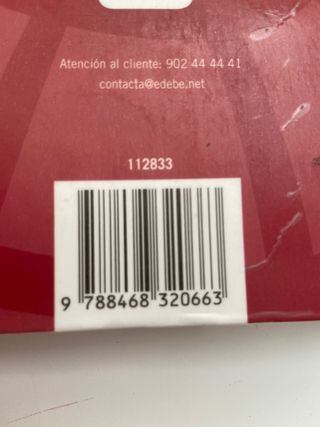 Atención al cliente: 902 44 44 41
contacta@edebe.net
112833
9 788468 320663